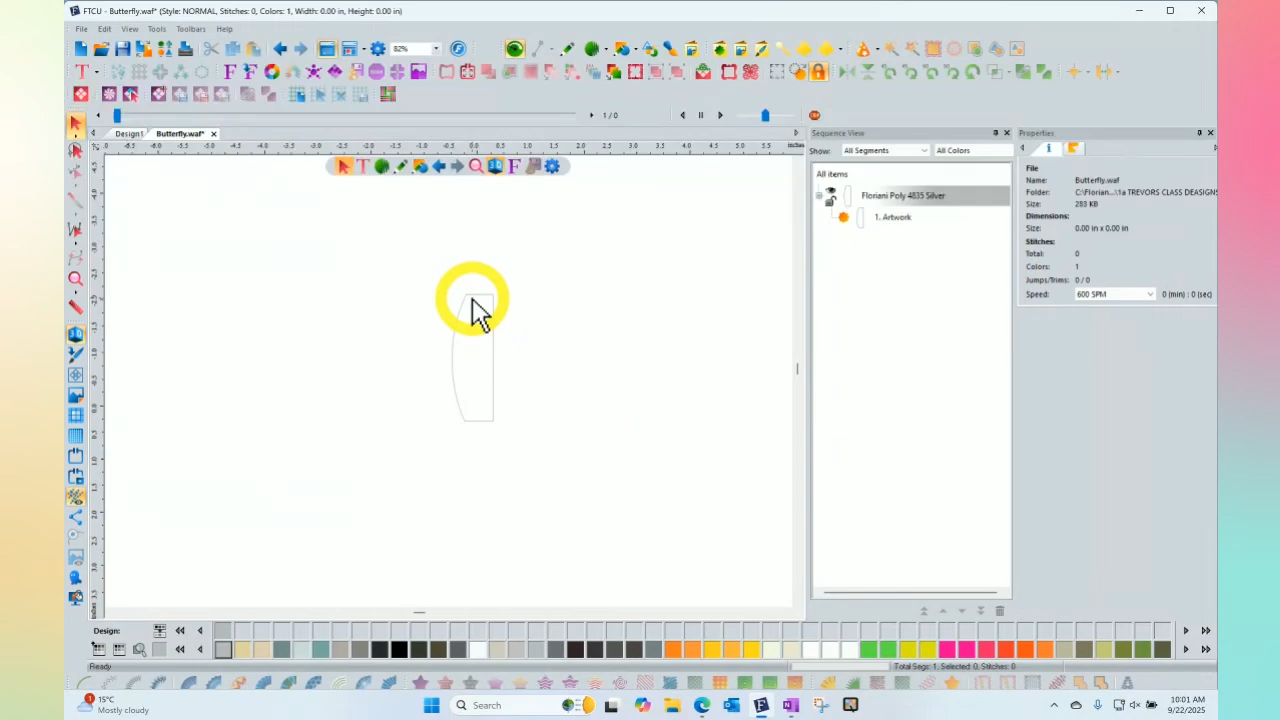 FTCU - Butterfly.waf* (Style: NORMAL, Stitches: 0, Colors: 1, Width: 0.00 in, Height: 0.00 in)
File Edit View Tools Toolbars Help
82%
1 / 0
Design1 Butterfly.waf*
inches
Sequence View
Show: All Segments All Colors
All items
Floriani Poly 4835 Silver
1. Artwork
Properties
File
Name: Butterfly.waf
Folder: C:\Florian...\1a TREVORS CLASS DEASIGNS
Size: 283 KB
Dimensions:
Size: 0.00 in x 0.00 in
Stitches:
Total: 0
Colors: 1
Jumps/Trims: 0 / 0
Speed: 600 SPM 0 (min) : 0 (sec)
Design:
Ready
Total Segs: 1, Selected: 0, Stitches: 0
15°C
Mostly cloudy
Search
10:01 AM
9/22/2025